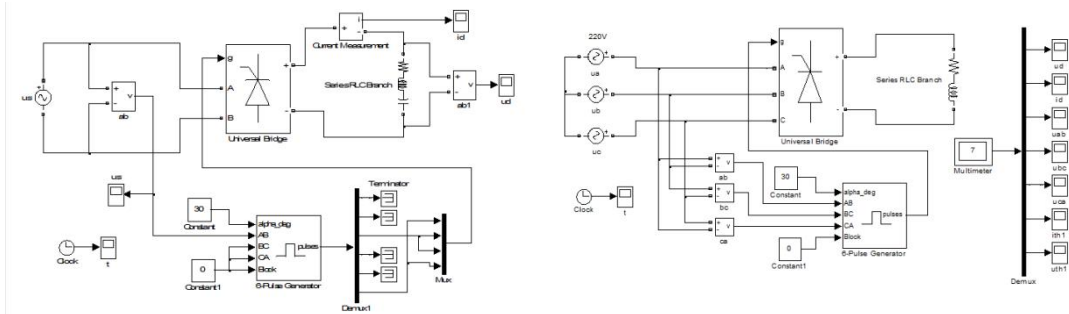 i
+
-
Current Measurement
id
g
A
B
+
-
Universal Bridge
Series RLC Branch
+
-
v
ab1
ud
us
+
-
v
ab
us
Clock
t
30
Constant
0
Constant1
alpha_deg
AB
BC
CA
Block
pulses
6-Pulse Generator
Terminator
Demux1
Mux
220V
ua
ub
uc
g
A
B
C
+
-
Universal Bridge
Series RLC Branch
Clock
t
+
-
v
ab
+
-
v
bc
+
-
v
ca
30
Constant
0
Constant1
alpha_deg
AB
BC
CA
Block
pulses
6-Pulse Generator
7
Multimeter
Demux
ud
id
uab
ubc
uca
ith1
uth1